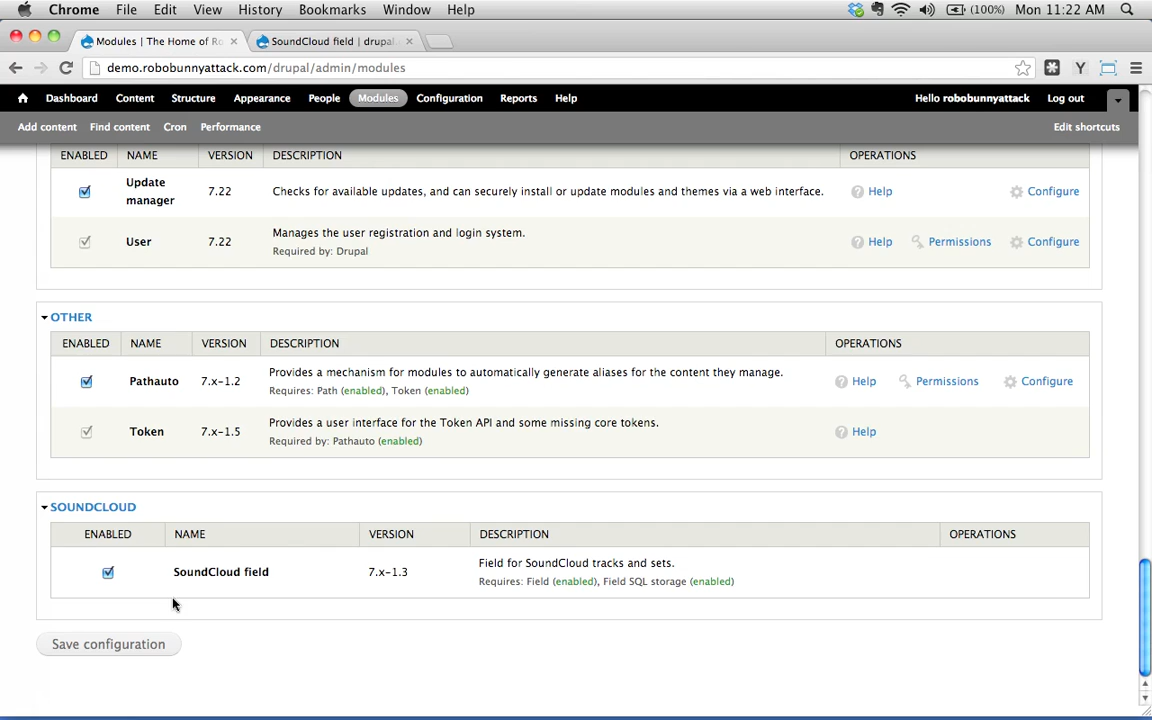 Chrome File Edit View History Bookmarks Window Help (100%) Mon 11:22 AM
Modules | The Home of Ro SoundCloud field | drupal.
demo.robobunnyattack.com/drupal/admin/modules
Dashboard Content Structure Appearance People Modules Configuration Reports Help Hello robobunnyattack Log out
Add content Find content Cron Performance Edit shortcuts
ENABLED NAME VERSION DESCRIPTION OPERATIONS
Update manager 7.22 Checks for available updates, and can securely install or update modules and themes via a web interface. Help Configure
User 7.22 Manages the user registration and login system. Help Permissions Configure
Required by: Drupal
OTHER
ENABLED NAME VERSION DESCRIPTION OPERATIONS
Pathauto 7.x-1.2 Provides a mechanism for modules to automatically generate aliases for the content they manage. Help Permissions Configure
Requires: Path (enabled), Token (enabled)
Token 7.x-1.5 Provides a user interface for the Token API and some missing core tokens. Help
Required by: Pathauto (enabled)
SOUNDCLOUD
ENABLED NAME VERSION DESCRIPTION OPERATIONS
SoundCloud field 7.x-1.3 Field for SoundCloud tracks and sets.
Requires: Field (enabled), Field SQL storage (enabled)
Save configuration